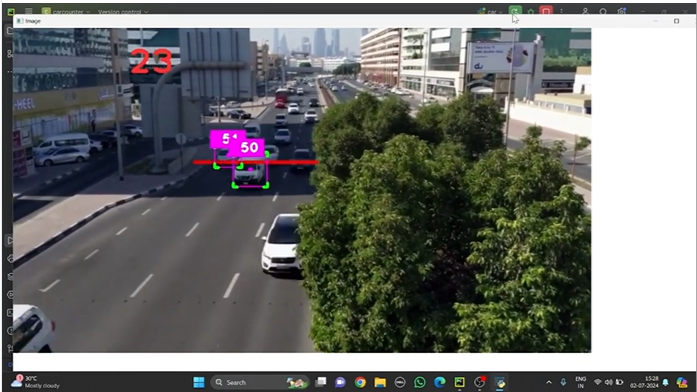 carcounter
Version control
car
Image
23
HEEL
du
50
30°C
Mostly cloudy
Search
ENG
IN
15:28
02-07-2024